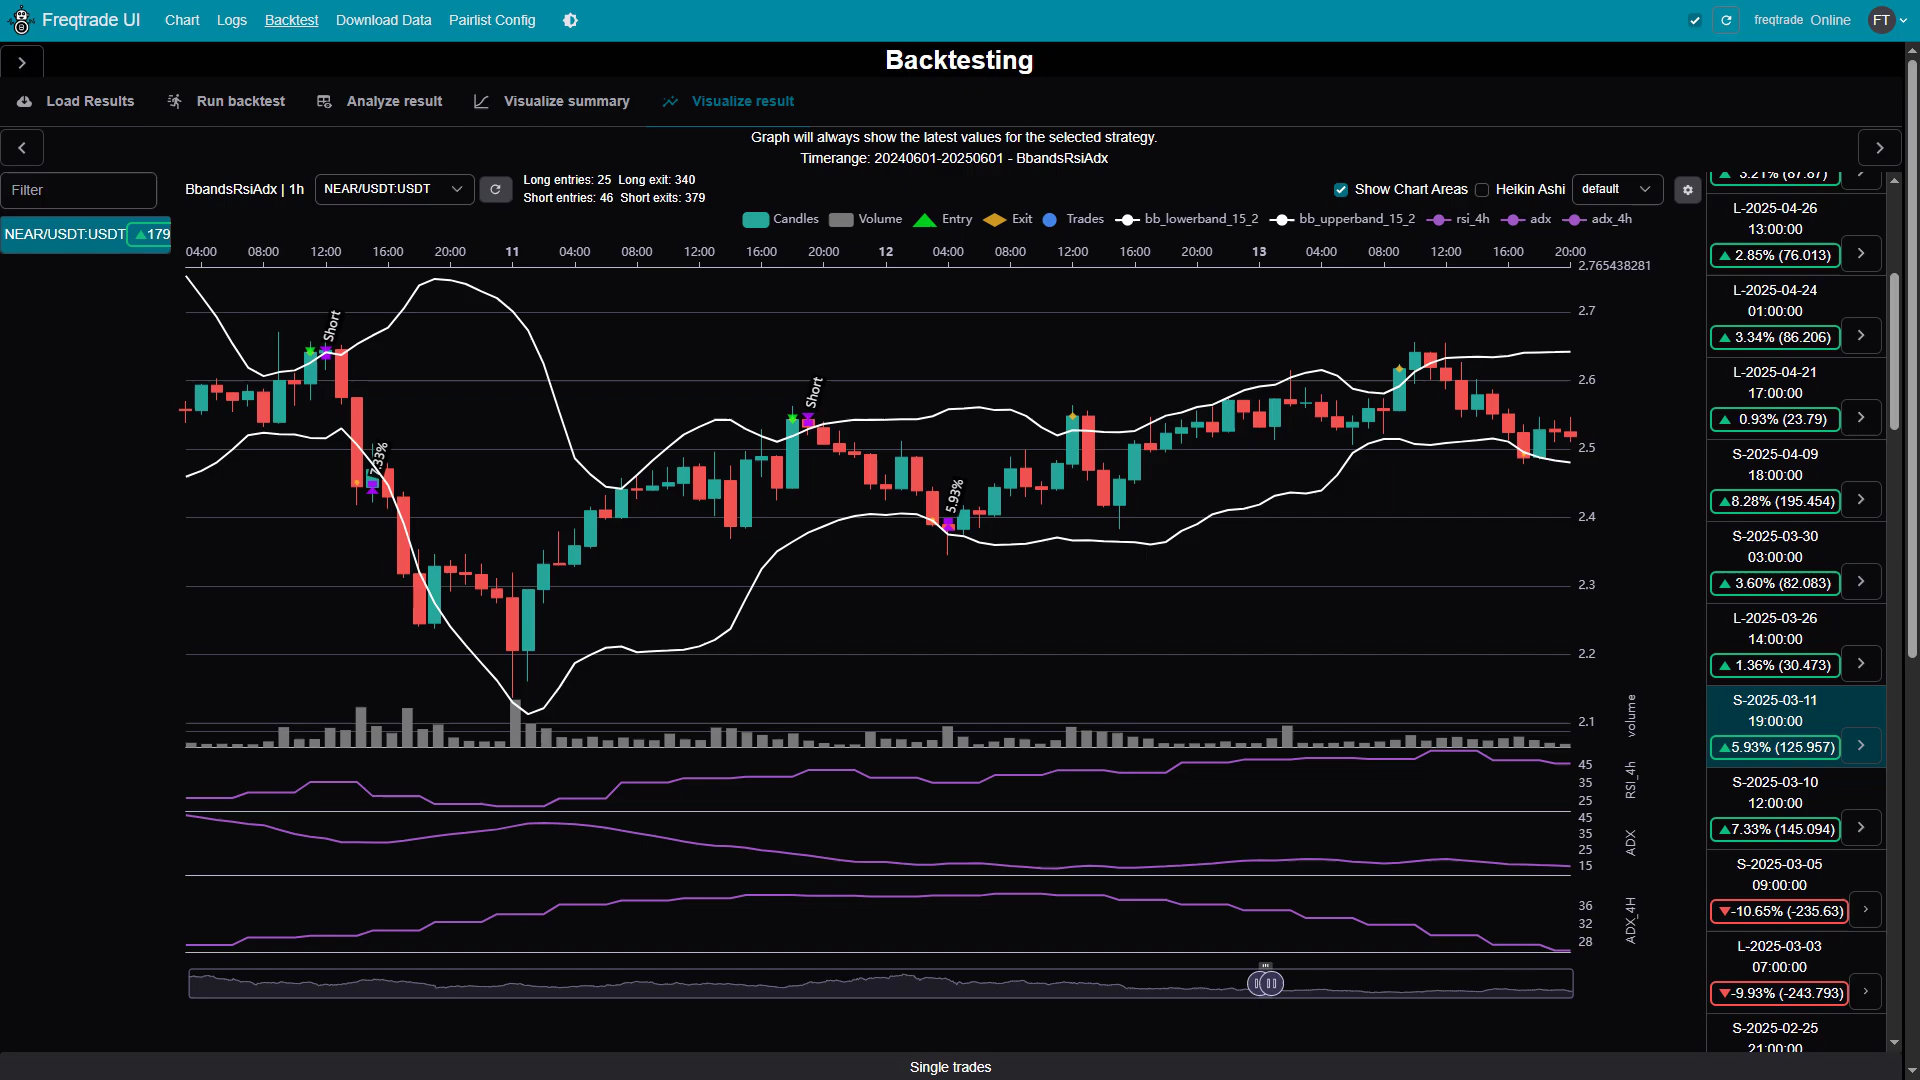 Freqtrade UI Chart Logs Backtest Download Data Pairlist Config freqtrade Online FT
Backtesting
Load Results Run backtest Analyze result Visualize summary Visualize result
Graph will always show the latest values for the selected strategy.
Timerange: 20240601-20250601 - BbandsRsiAdx
Filter
NEAR/USDT:USDT ▲179
BbandsRsiAdx | 1h NEAR/USDT:USDT
Long entries: 25 Long exit: 340
Short entries: 46 Short exits: 379
Show Chart Areas Heikin Ashi default
Candles Volume Entry Exit Trades bb_lowerband_15_2 bb_upperband_15_2 rsi_4h adx adx_4h
04:00 08:00 12:00 16:00 20:00 11 04:00 08:00 12:00 16:00 20:00 12 04:00 08:00 12:00 16:00 20:00 13 04:00 08:00 12:00 16:00 20:00
2.765438281
2.7
2.6
2.5
2.4
2.3
2.2
2.1
Short
7.33%
Short
5.93%
volume
45
35
25
RSI_4h
45
35
25
15
ADX
36
32
28
ADX_4H
3.21% (87.87)
L-2025-04-26
13:00:00
▲ 2.85% (76.013)
L-2025-04-24
01:00:00
▲ 3.34% (86.206)
L-2025-04-21
17:00:00
▲ 0.93% (23.79)
S-2025-04-09
18:00:00
▲8.28% (195.454)
S-2025-03-30
03:00:00
▲ 3.60% (82.083)
L-2025-03-26
14:00:00
▲ 1.36% (30.473)
S-2025-03-11
19:00:00
▲5.93% (125.957)
S-2025-03-10
12:00:00
▲7.33% (145.094)
S-2025-03-05
09:00:00
▼-10.65% (-235.63)
L-2025-03-03
07:00:00
▼-9.93% (-243.793)
S-2025-02-25
21:00:00
Single trades